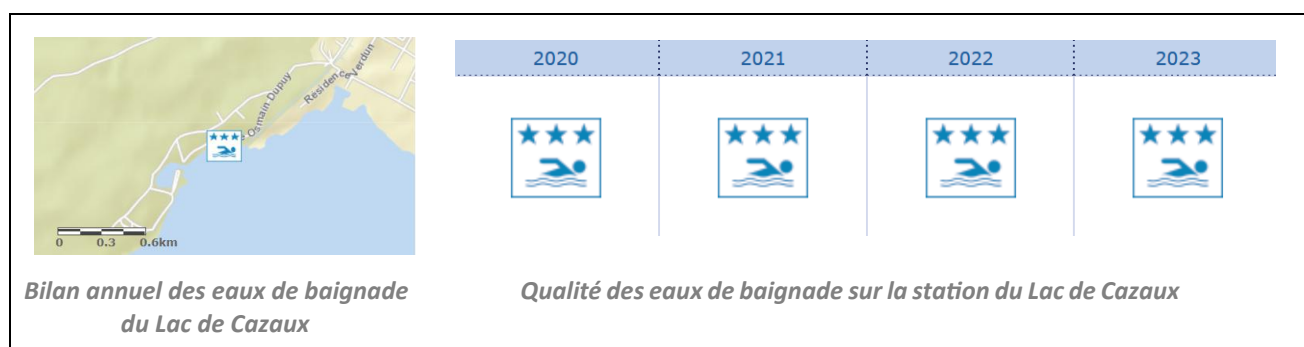 2020 2021 2022 2023
Osmain Dupuy
Residence
Verdun
0 0.3 0.6km
Bilan annuel des eaux de baignade
du Lac de Cazaux
Qualité des eaux de baignade sur la station du Lac de Cazaux